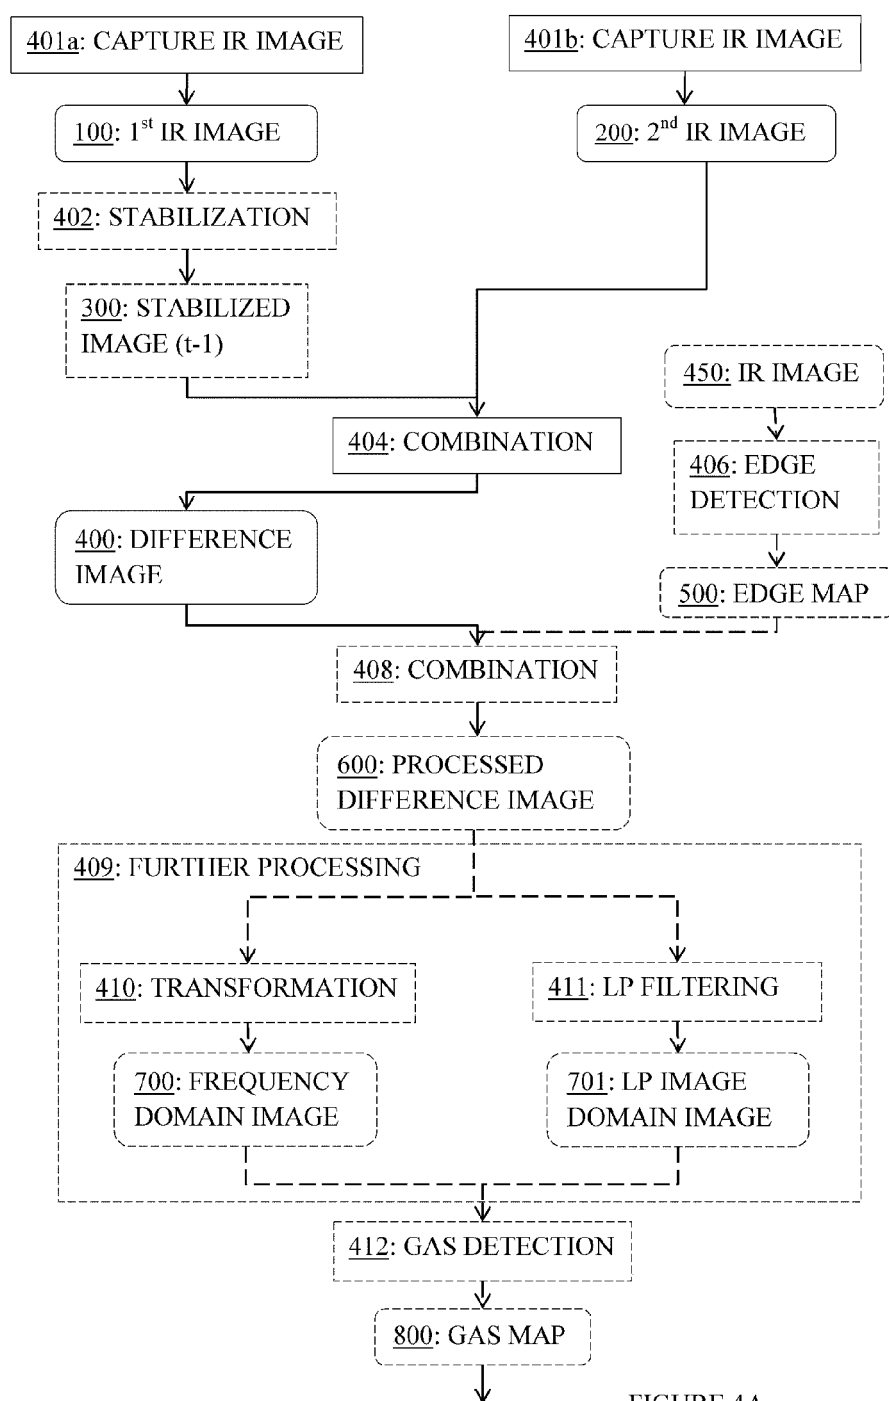 401a: CAPTURE IR IMAGE
401b: CAPTURE IR IMAGE
100: 1st IR IMAGE
200: 2nd IR IMAGE
402: STABILIZATION
300: STABILIZED
IMAGE (t-1)
450: IR IMAGE
404: COMBINATION
406: EDGE
DETECTION
400: DIFFERENCE
IMAGE
500: EDGE MAP
408: COMBINATION
600: PROCESSED
DIFFERENCE IMAGE
409: FURTHER PROCESSING
410: TRANSFORMATION
411: LP FILTERING
700: FREQUENCY
DOMAIN IMAGE
701: LP IMAGE
DOMAIN IMAGE
412: GAS DETECTION
800: GAS MAP
FIGURE 4A